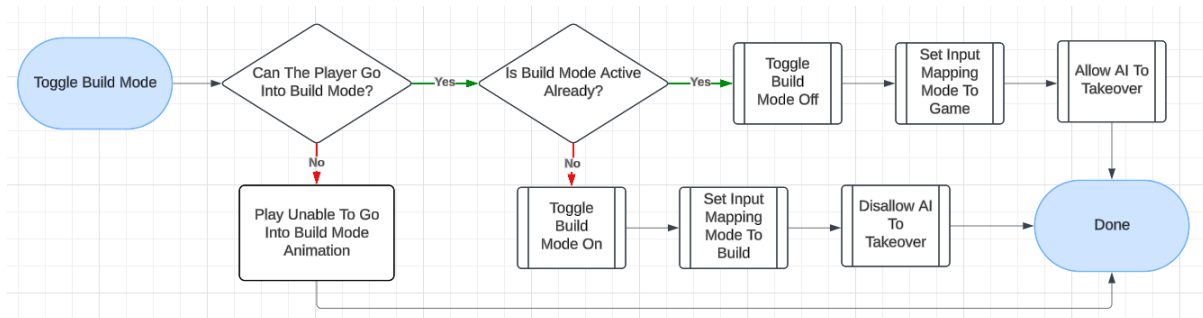 Toggle Build Mode
Can The Player Go
Into Build Mode?
Yes
Is Build Mode Active
Already?
Yes
Toggle
Build
Mode Off
Set Input
Mapping
Mode To
Game
Allow AI To
Takeover
No
No
Play Unable To Go
Into Build Mode
Animation
Toggle
Build
Mode On
Set Input
Mapping
Mode To
Build
Disallow AI
To
Takeover
Done